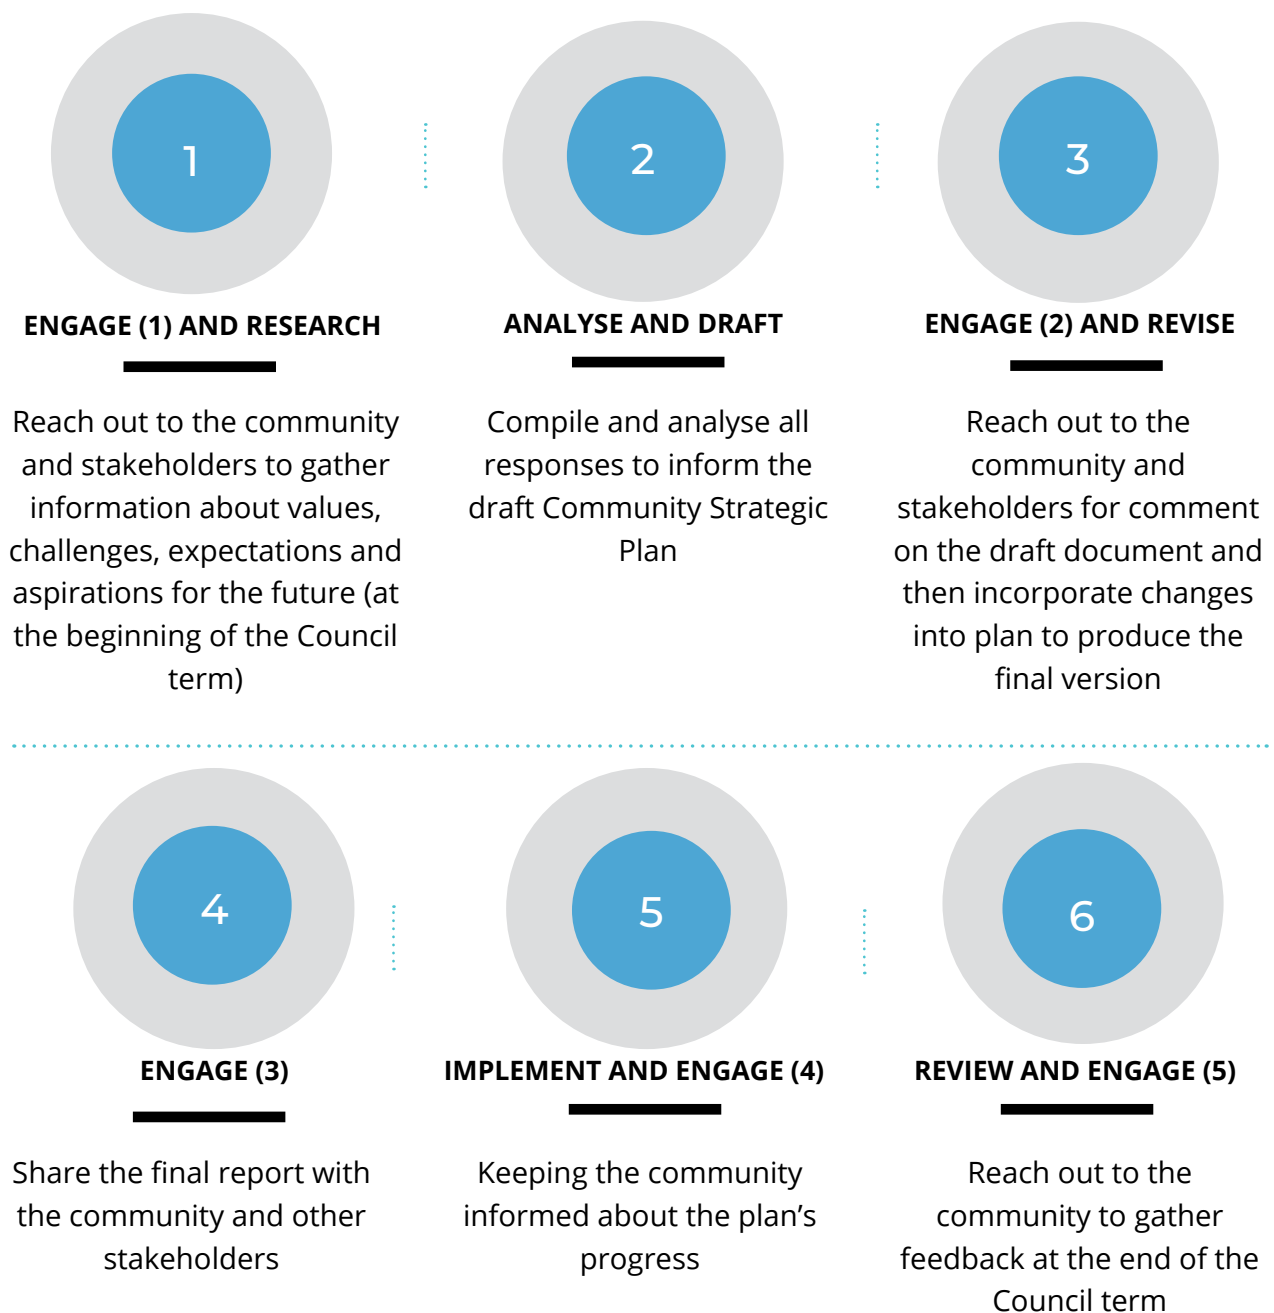 1
ENGAGE (1) AND RESEARCH
Reach out to the community
and stakeholders to gather
information about values,
challenges, expectations and
aspirations for the future (at
the beginning of the Council
term)
2
ANALYSE AND DRAFT
Compile and analyse all
responses to inform the
draft Community Strategic
Plan
3
ENGAGE (2) AND REVISE
Reach out to the
community and
stakeholders for comment
on the draft document and
then incorporate changes
into plan to produce the
final version
4
ENGAGE (3)
Share the final report with
the community and other
stakeholders
5
IMPLEMENT AND ENGAGE (4)
Keeping the community
informed about the plan’s
progress
6
REVIEW AND ENGAGE (5)
Reach out to the
community to gather
feedback at the end of the
Council term